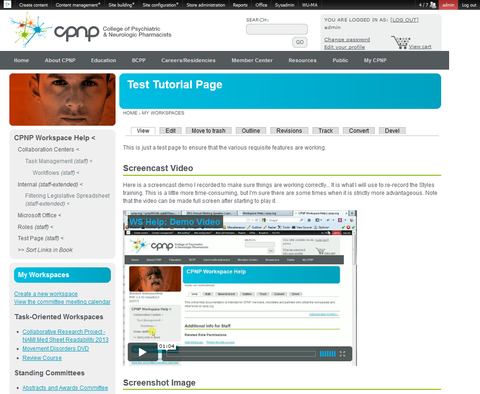 Create content Content management Site building Site configuration Store administration Reports Office Sysadmin WU-MA 4 / 7 admin Log out
cpnp College of Psychiatric & Neurologic Pharmacists
SEARCH:
GO
YOU ARE LOGGED IN AS: [LOG OUT]
admin
Change password
Edit your profile
View cart
Home About CPNP Education BCPP Careers/Residencies Member Center Resources Public My CPNP
Test Tutorial Page
HOME › MY WORKSPACES
View Edit Move to trash Outline Revisions Track Convert Devel
This is just a test page to ensure that the various requisite features are working.
Screencast Video
Here is a screencast demo I recorded to make sure things are working correctly... It is what I will use to re-record the Styles
training. This is a little more time-consuming, but I'm sure there are some times when it is strictly more advantageous. Note
that the video can be made full screen after starting to play it.
WS Help: Demo Video
cpnp
CPNP Workspace Help
Additional Info for Staff
01:04
Screenshot Image
CPNP Workspace Help <
Collaboration Centers <
Task Management (staff) <
Workflows (staff) <
Internal (staff-extended) <
Filtering Legislative Spreadsheet
(staff-extended) <
Microsoft Office <
Roles (staff) <
Test Page (staff) <
>> Sort Links in Book
My Workspaces
Create a new workspace
View the committee meeting calendar
Task-Oriented Workspaces
Collaborative Research Project -
NAMI Med Sheet Readability 2013
Movement Disorders DVD
Review Course
Standing Committees
Abstracts and Awards Committee